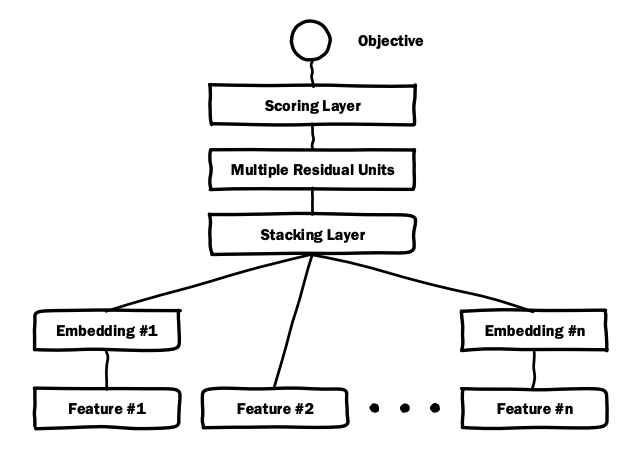 Objective
Scoring Layer
Multiple Residual Units
Stacking Layer
Embedding #1
Embedding #n
Feature #1
Feature #2
Feature #n